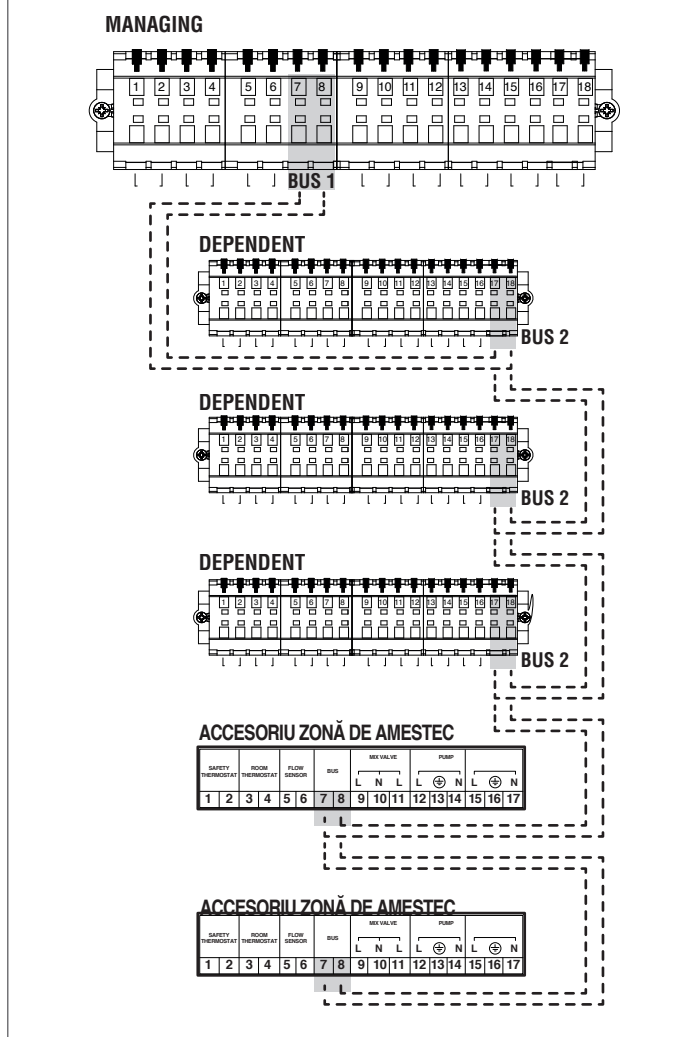 MANAGING
1 2 3 4 5 6 7 8 9 10 11 12 13 14 15 16 17 18
BUS 1
DEPENDENT
1 2 3 4 5 6 7 8 9 10 11 12 13 14 15 16 17 18
BUS 2
DEPENDENT
1 2 3 4 5 6 7 8 9 10 11 12 13 14 15 16 17 18
BUS 2
DEPENDENT
1 2 3 4 5 6 7 8 9 10 11 12 13 14 15 16 17 18
BUS 2
ACCESORIU ZONĂ DE AMESTEC
SAFETY ROOM FLOW BUS MIX VALVE PUMP
THERMOSTAT THERMOSTAT SENSOR
L N L L N L N
1 2 3 4 5 6 7 8 9 10 11 12 13 14 15 16 17
ACCESORIU ZONĂ DE AMESTEC
SAFETY ROOM FLOW BUS MIX VALVE PUMP
THERMOSTAT THERMOSTAT SENSOR
L N L L N L N
1 2 3 4 5 6 7 8 9 10 11 12 13 14 15 16 17